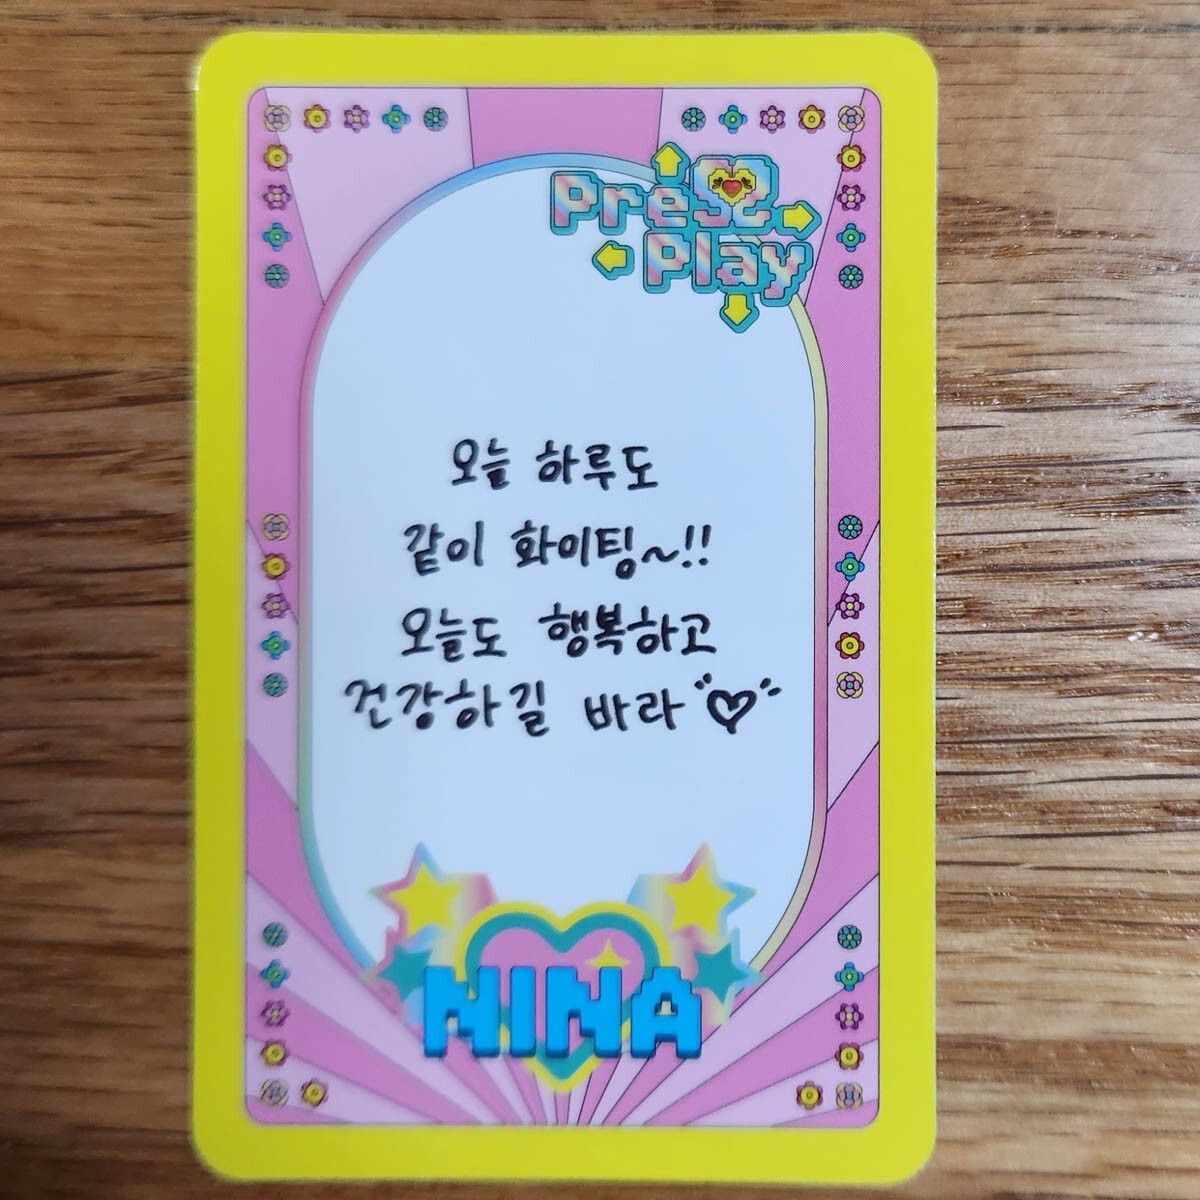 Press
Play
오늘 하루도
같이 화이팅~!!
오늘도 행복하고
건강하길 바라♡
NINA